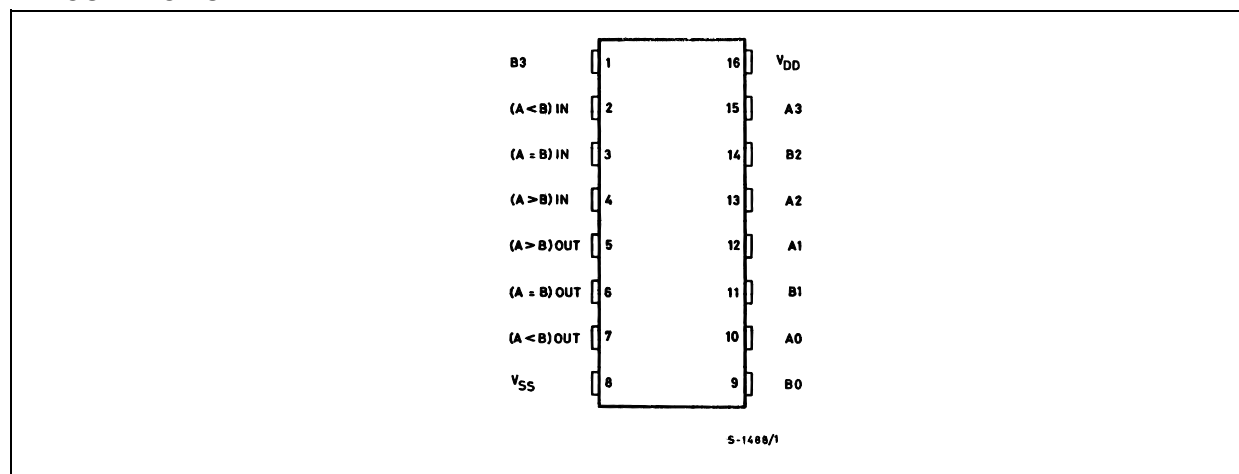 B3 1 16 VDD
(A < B) IN 2 15 A3
(A = B) IN 3 14 B2
(A > B) IN 4 13 A2
(A > B) OUT 5 12 A1
(A = B) OUT 6 11 B1
(A < B) OUT 7 10 A0
VSS 8 9 B0
S-1488/1